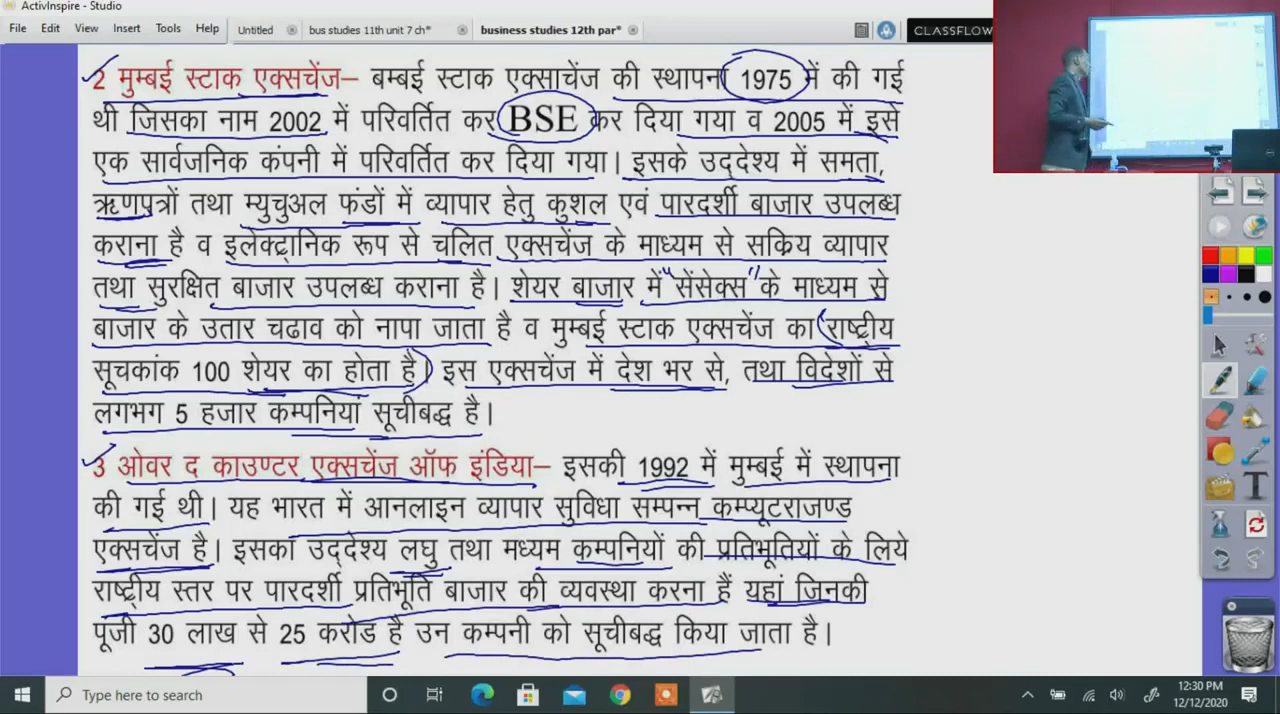 ActivInspire - Studio
File Edit View Insert Tools Help
Untitled
bus studies 11th unit 7 ch*
business studies 12th par*
CLASSFLOW
2 मुम्बई स्टाक एक्सचेंज– बम्बई स्टाक एक्साचेंज की स्थापना 1975 में की गई
थी जिसका नाम 2002 में परिवर्तित कर BSE कर दिया गया व 2005 में इसे
एक सार्वजनिक कंपनी में परिवर्तित कर दिया गया। इसके उद्देश्य में समता,
ऋणपत्रों तथा म्युचुअल फंडों में व्यापार हेतु कुशल एवं पारदर्शी बाजार उपलब्ध
कराना है व इलेक्ट्रानिक रूप से चलित एक्सचेंज के माध्यम से सक्रिय व्यापार
तथा सुरक्षित बाजार उपलब्ध कराना है। शेयर बाजार में "सेंसेक्स" के माध्यम से
बाजार के उतार चढाव को नापा जाता है व मुम्बई स्टाक एक्सचेंज का (राष्ट्रीय
सूचकांक 100 शेयर का होता है।) इस एक्सचेंज में देश भर से, तथा विदेशों से
लगभग 5 हजार कम्पनियां सूचीबद्ध है।
3 ओवर द काउण्टर एक्सचेंज ऑफ इंडिया– इसकी 1992 में मुम्बई में स्थापना
की गई थी। यह भारत में आनलाइन व्यापार सुविधा सम्पन्न कम्प्यूटराजण्ड
एक्सचेंज है। इसका उद्देश्य लघु तथा मध्यम कम्पनियों की प्रतिभूतियों के लिये
राष्ट्रीय स्तर पर पारदर्शी प्रतिभूति बाजार की व्यवस्था करना हैं यहां जिनकी
पूंजी 30 लाख से 25 करोड है उन कम्पनी को सूचीबद्ध किया जाता है।
Type here to search
12:30 PM
12/12/2020